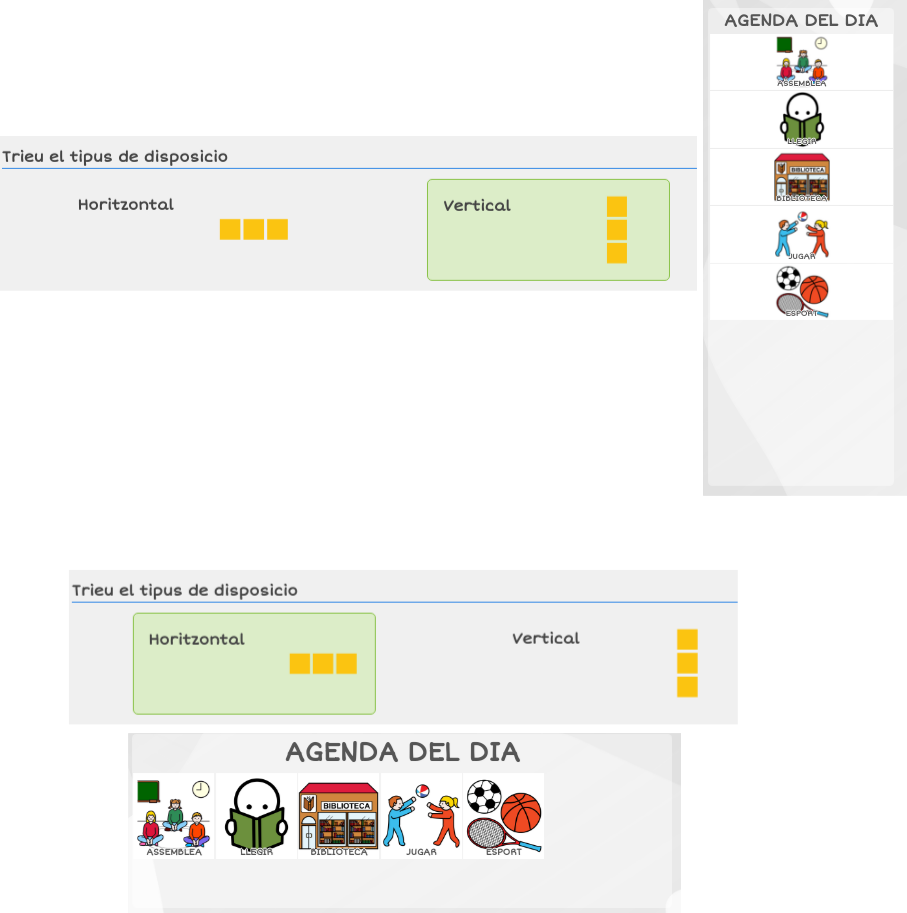 AGENDA DEL DIA
ASSEMBLEA
LLEGIR
BIBLIOTECA
BIBLIOTECA
JUGAR
ESPORT
Trieu el tipus de disposicio
Horitzontal
Vertical
Trieu el tipus de disposicio
Horitzontal
Vertical
AGENDA DEL DIA
BIBLIOTECA
ASSEMBLEA LLEGIR BIBLIOTECA JUGAR ESPORT